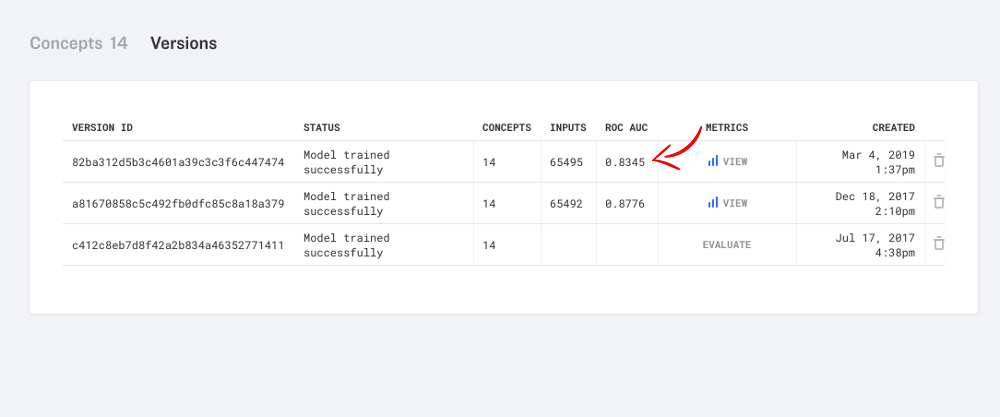 Concepts 14 Versions
VERSION ID STATUS CONCEPTS INPUTS ROC AUC METRICS CREATED
82ba312d5b3c4601a39c3c3f6c447474 Model trained successfully 14 65495 0.8345 VIEW Mar 4, 2019 1:37pm
a81670858c5c492fb0dfc85c8a18a379 Model trained successfully 14 65492 0.8776 VIEW Dec 18, 2017 2:10pm
c412c8eb7d8f42a2b834a46352771411 Model trained successfully 14 EVALUATE Jul 17, 2017 4:38pm